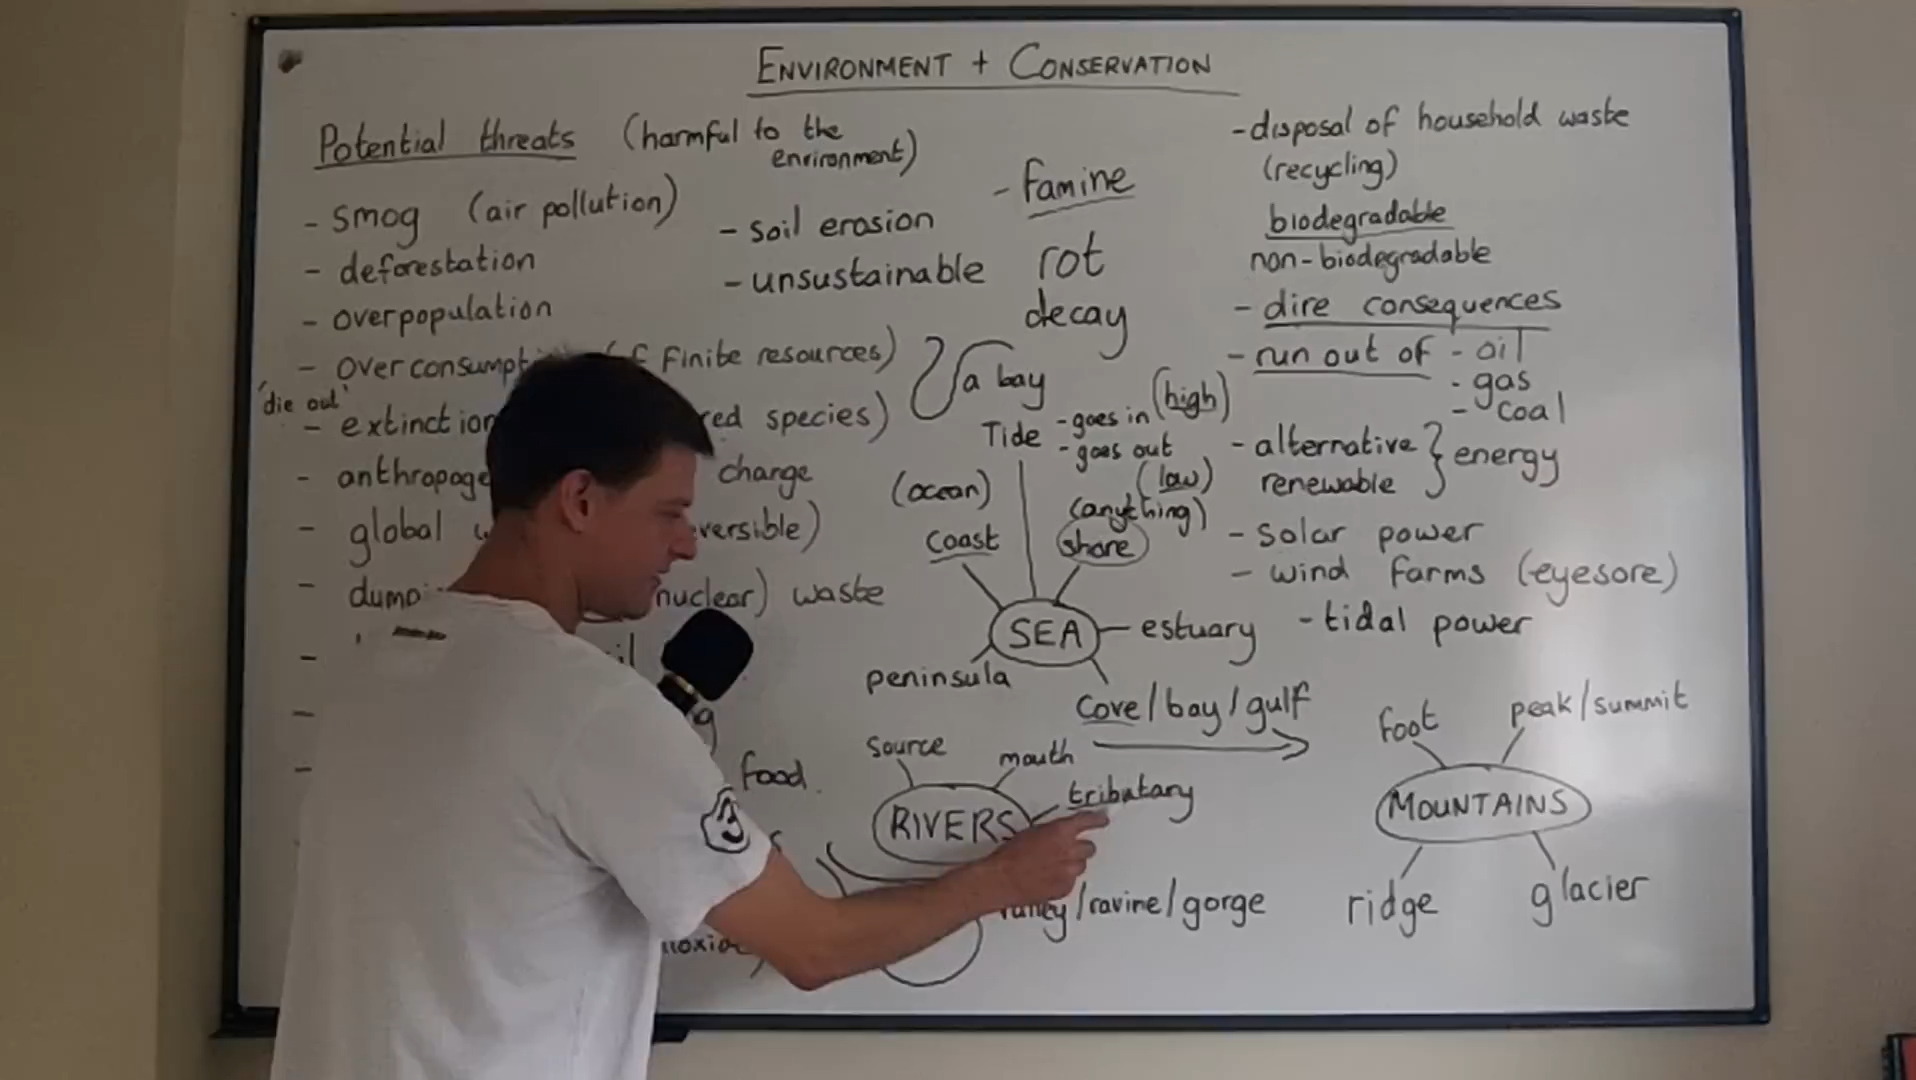 ENVIRONMENT + CONSERVATION
Potential threats (harmful to the
environment)
- smog (air pollution)
- deforestation
- overpopulation
- overconsumpt f finite resources)
'die out'
- extinction red species)
- anthropoge change
- global versible)
- dump nuclear) waste
food
- soil erosion
- unsustainable
- famine
rot
decay
a bay
Tide - goes in (high)
- goes out
(low)
(ocean)
coast
(anything)
shore
SEA
estuary
peninsula
cove/bay/gulf
source
mouth
RIVERS
tributary
valley/ravine/gorge
- disposal of household waste
(recycling)
biodegradable
non-biodegradable
- dire consequences
- run out of - oil
- gas
- coal
- alternative } energy
renewable
- solar power
- wind farms (eyesore)
- tidal power
foot
peak/summit
MOUNTAINS
ridge
glacier